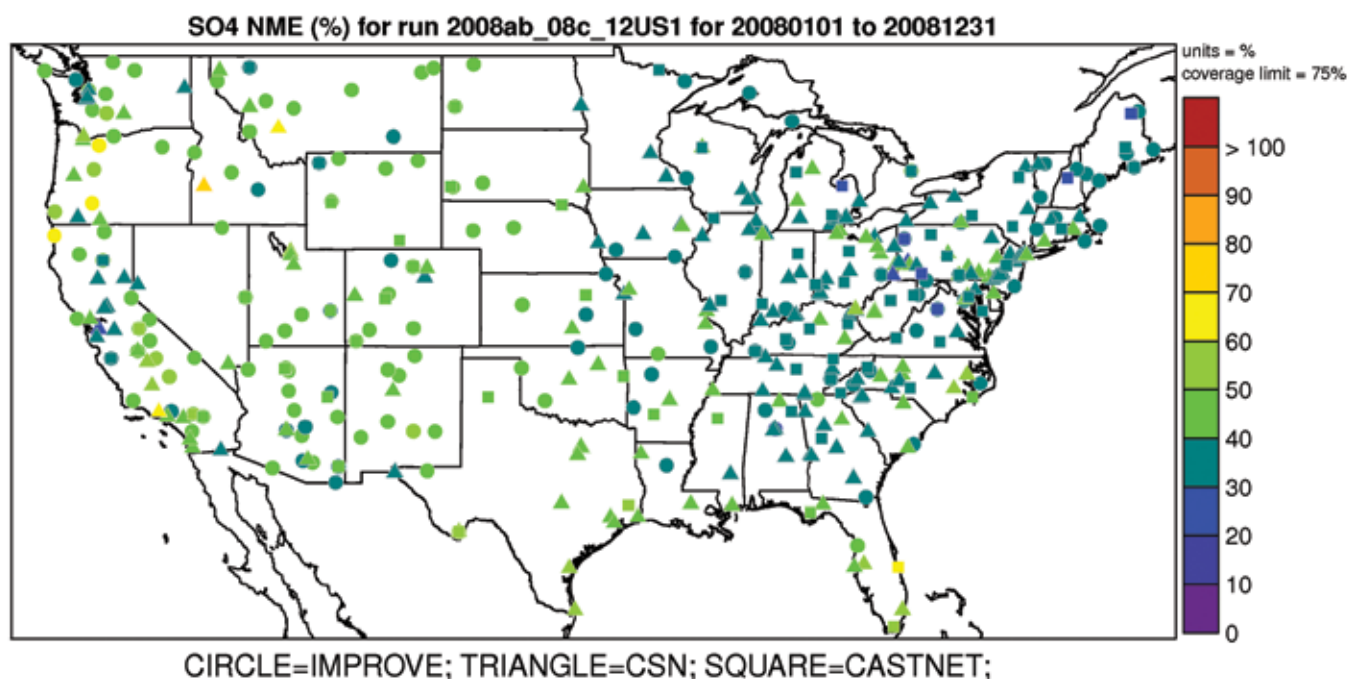 SO4 NME (%) for run 2008ab_08c_12US1 for 20080101 to 20081231
units = %
coverage limit = 75%
> 100
90
80
70
60
50
40
30
20
10
0
CIRCLE=IMPROVE; TRIANGLE=CSN; SQUARE=CASTNET;